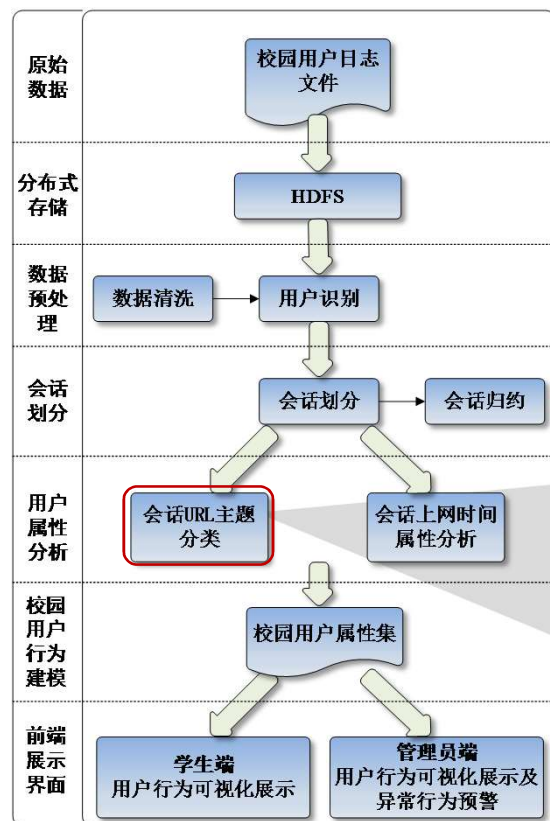 原始
数据
校园用户日志
文件
分布式
存储
HDFS
数据
预处
理
数据清洗
用户识别
会话
划分
会话划分
会话归约
用户
属性
分析
会话URL主题
分类
会话上网时间
属性分析
校园
用户
行为
建模
校园用户属性集
前端
展示
界面
学生端
用户行为可视化展示
管理员端
用户行为可视化展示及
异常行为预警